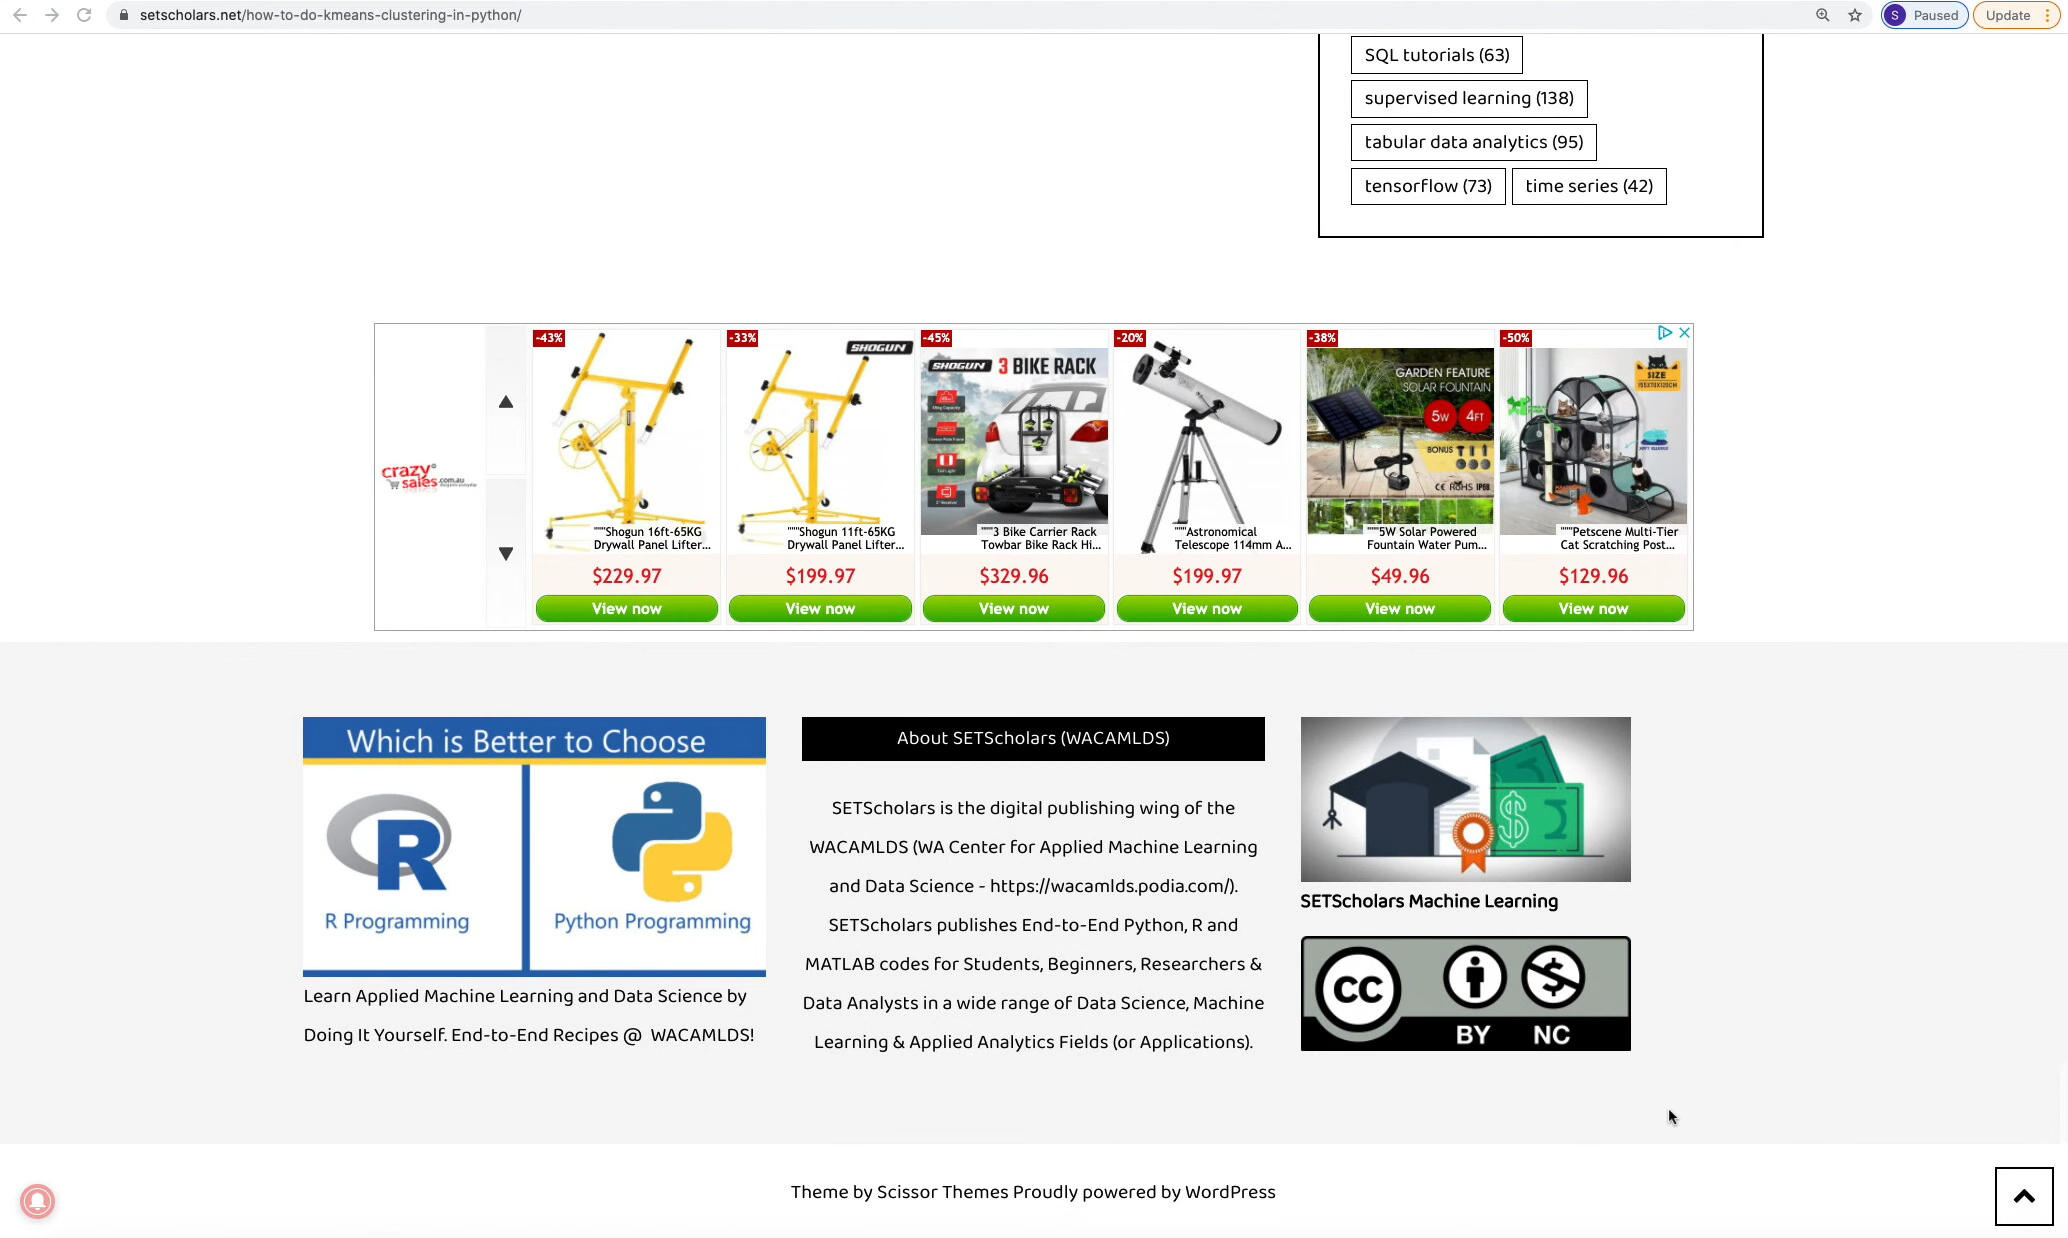 setscholars.net/how-to-do-kmeans-clustering-in-python/
S Paused
Update
SQL tutorials (63)
supervised learning (138)
tabular data analytics (95)
tensorflow (73) time series (42)
-43%
-33%
-45%
-20%
-38%
-50%
SHOGUN
SHOGUN 3 BIKE RACK
GARDEN FEATURE
SOLAR FOUNTAIN
5W 4FT
BONUS
CE RoHS IP68
SIZE
crazy
sales.com.au
"""Shogun 16ft-65KG
Drywall Panel Lifter...
"""Shogun 11ft-65KG
Drywall Panel Lifter...
"""3 Bike Carrier Rack
Towbar Bike Rack Hi...
"""Astronomical
Telescope 114mm A...
"""5W Solar Powered
Fountain Water Pum...
"""Petscene Multi-Tier
Cat Scratching Post...
$229.97
$199.97
$329.96
$199.97
$49.96
$129.96
View now
View now
View now
View now
View now
View now
Which is Better to Choose
R
R Programming
Python Programming
Learn Applied Machine Learning and Data Science by
Doing It Yourself. End-to-End Recipes @ WACAMLDS!
About SETScholars (WACAMLDS)
SETScholars is the digital publishing wing of the
WACAMLDS (WA Center for Applied Machine Learning
and Data Science - https://wacamlds.podia.com/).
SETScholars publishes End-to-End Python, R and
MATLAB codes for Students, Beginners, Researchers &
Data Analysts in a wide range of Data Science, Machine
Learning & Applied Analytics Fields (or Applications).
SETScholars Machine Learning
CC
BY NC
Theme by Scissor Themes Proudly powered by WordPress